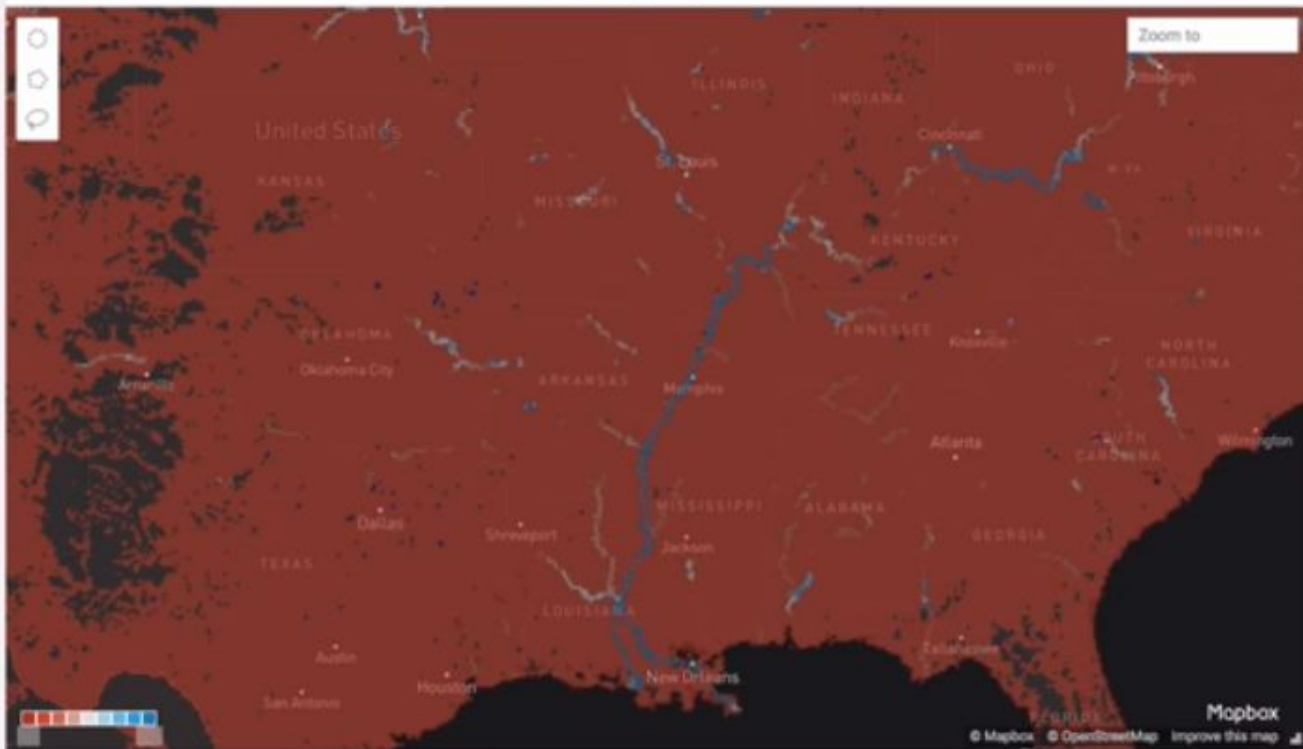 Zoom to
OHIO
ILLINOIS
INDIANA
United States
Cincinnati
St. Louis
W VA
KANSAS
MISSOURI
VIRGINIA
KENTUCKY
OKLAHOMA
TENNESSEE
Knoxville
NORTH
CAROLINA
Oklahoma City
Amarillo
ARKANSAS
Memphis
Atlanta
SOUTH
CAROLINA
Wilmington
MISSISSIPPI
ALABAMA
Dallas
Shreveport
Jackson
GEORGIA
TEXAS
LOUISIANA
Tallahassee
Austin
New Orleans
Houston
San Antonio
FLORIDA
Mapbox
© Mapbox © OpenStreetMap Improve this map